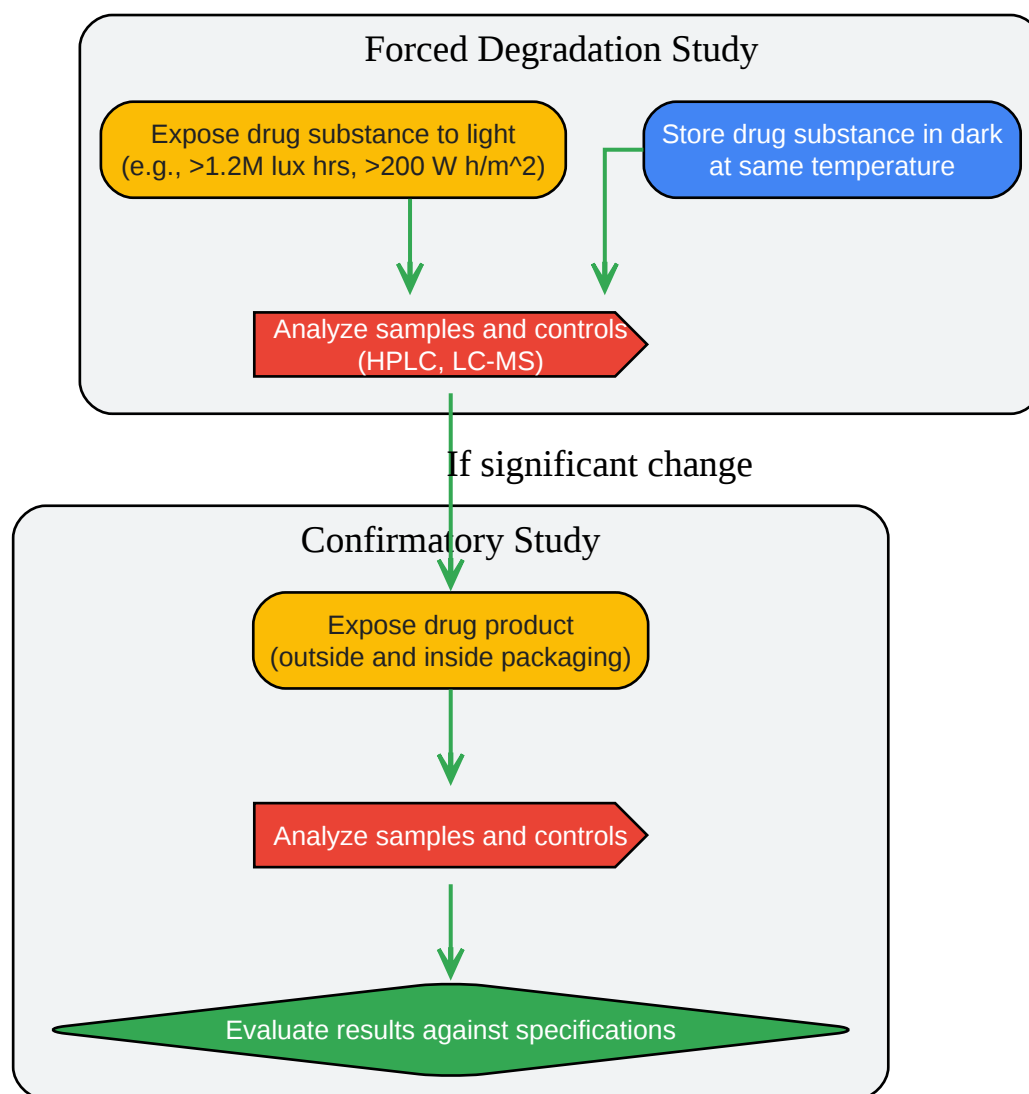 Forced Degradation Study
Expose drug substance to light
(e.g., >1.2M lux hrs, >200 W h/m^2)
Store drug substance in dark
at same temperature
Analyze samples and controls
(HPLC, LC-MS)
If significant change
Confirmatory Study
Expose drug product
(outside and inside packaging)
Analyze samples and controls
Evaluate results against specifications